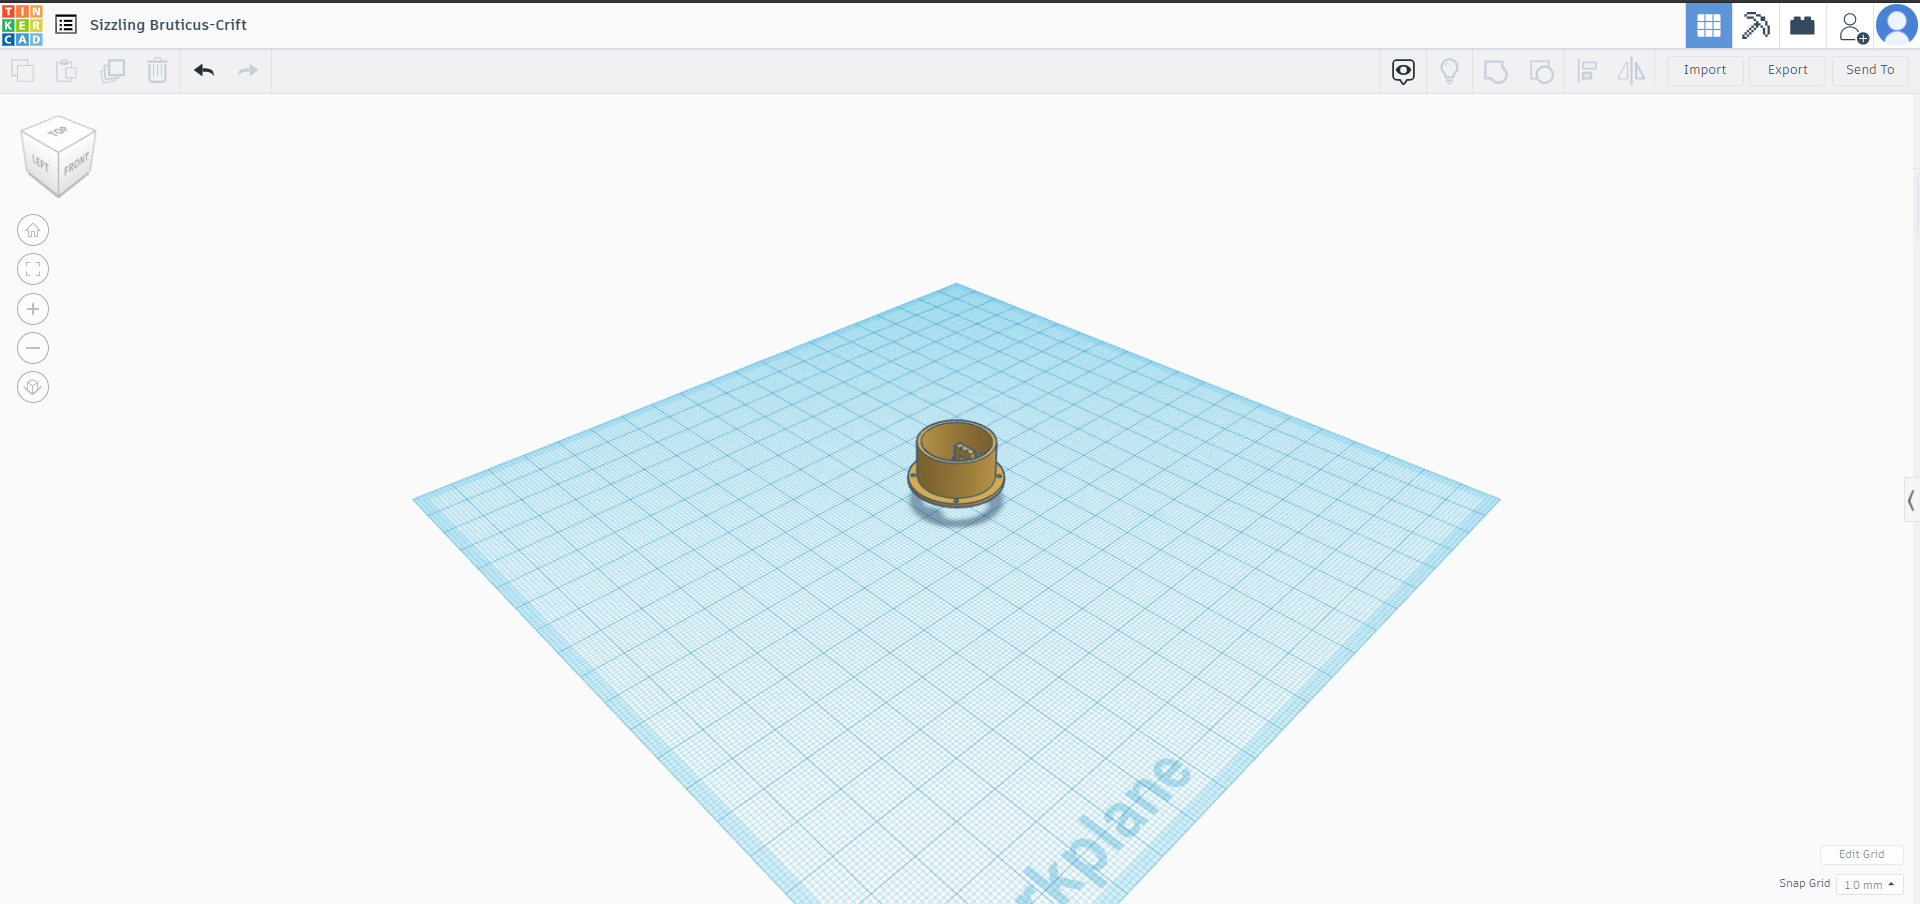 TIN
KER
CAD
Sizzling Bruticus-Crift
Import
Export
Send To
TOP
LEFT
FRONT
rkplane
Edit Grid
Snap Grid
1.0 mm